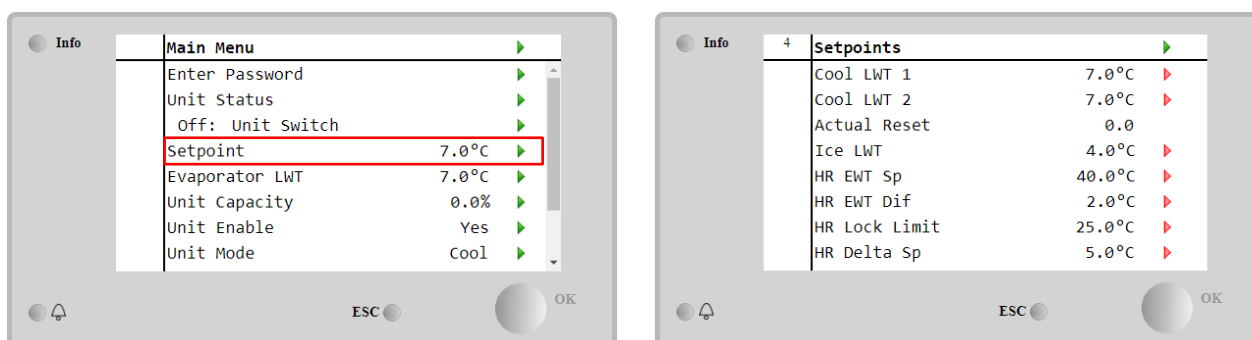 Info
Main Menu
Enter Password
Unit Status
Off: Unit Switch
Setpoint 7.0°C
Evaporator LWT 7.0°C
Unit Capacity 0.0%
Unit Enable Yes
Unit Mode Cool
ESC
OK
Info
4 Setpoints
Cool LWT 1 7.0°C
Cool LWT 2 7.0°C
Actual Reset 0.0
Ice LWT 4.0°C
HR EWT Sp 40.0°C
HR EWT Dif 2.0°C
HR Lock Limit 25.0°C
HR Delta Sp 5.0°C
ESC
OK